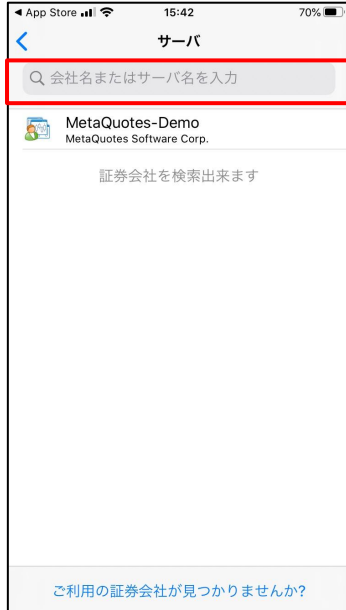 ◀ App Store 15:42 70%
サーバ
会社名またはサーバ名を入力
MetaQuotes-Demo
MetaQuotes Software Corp.
証券会社を検索出来ます
ご利用の証券会社が見つかりませんか?